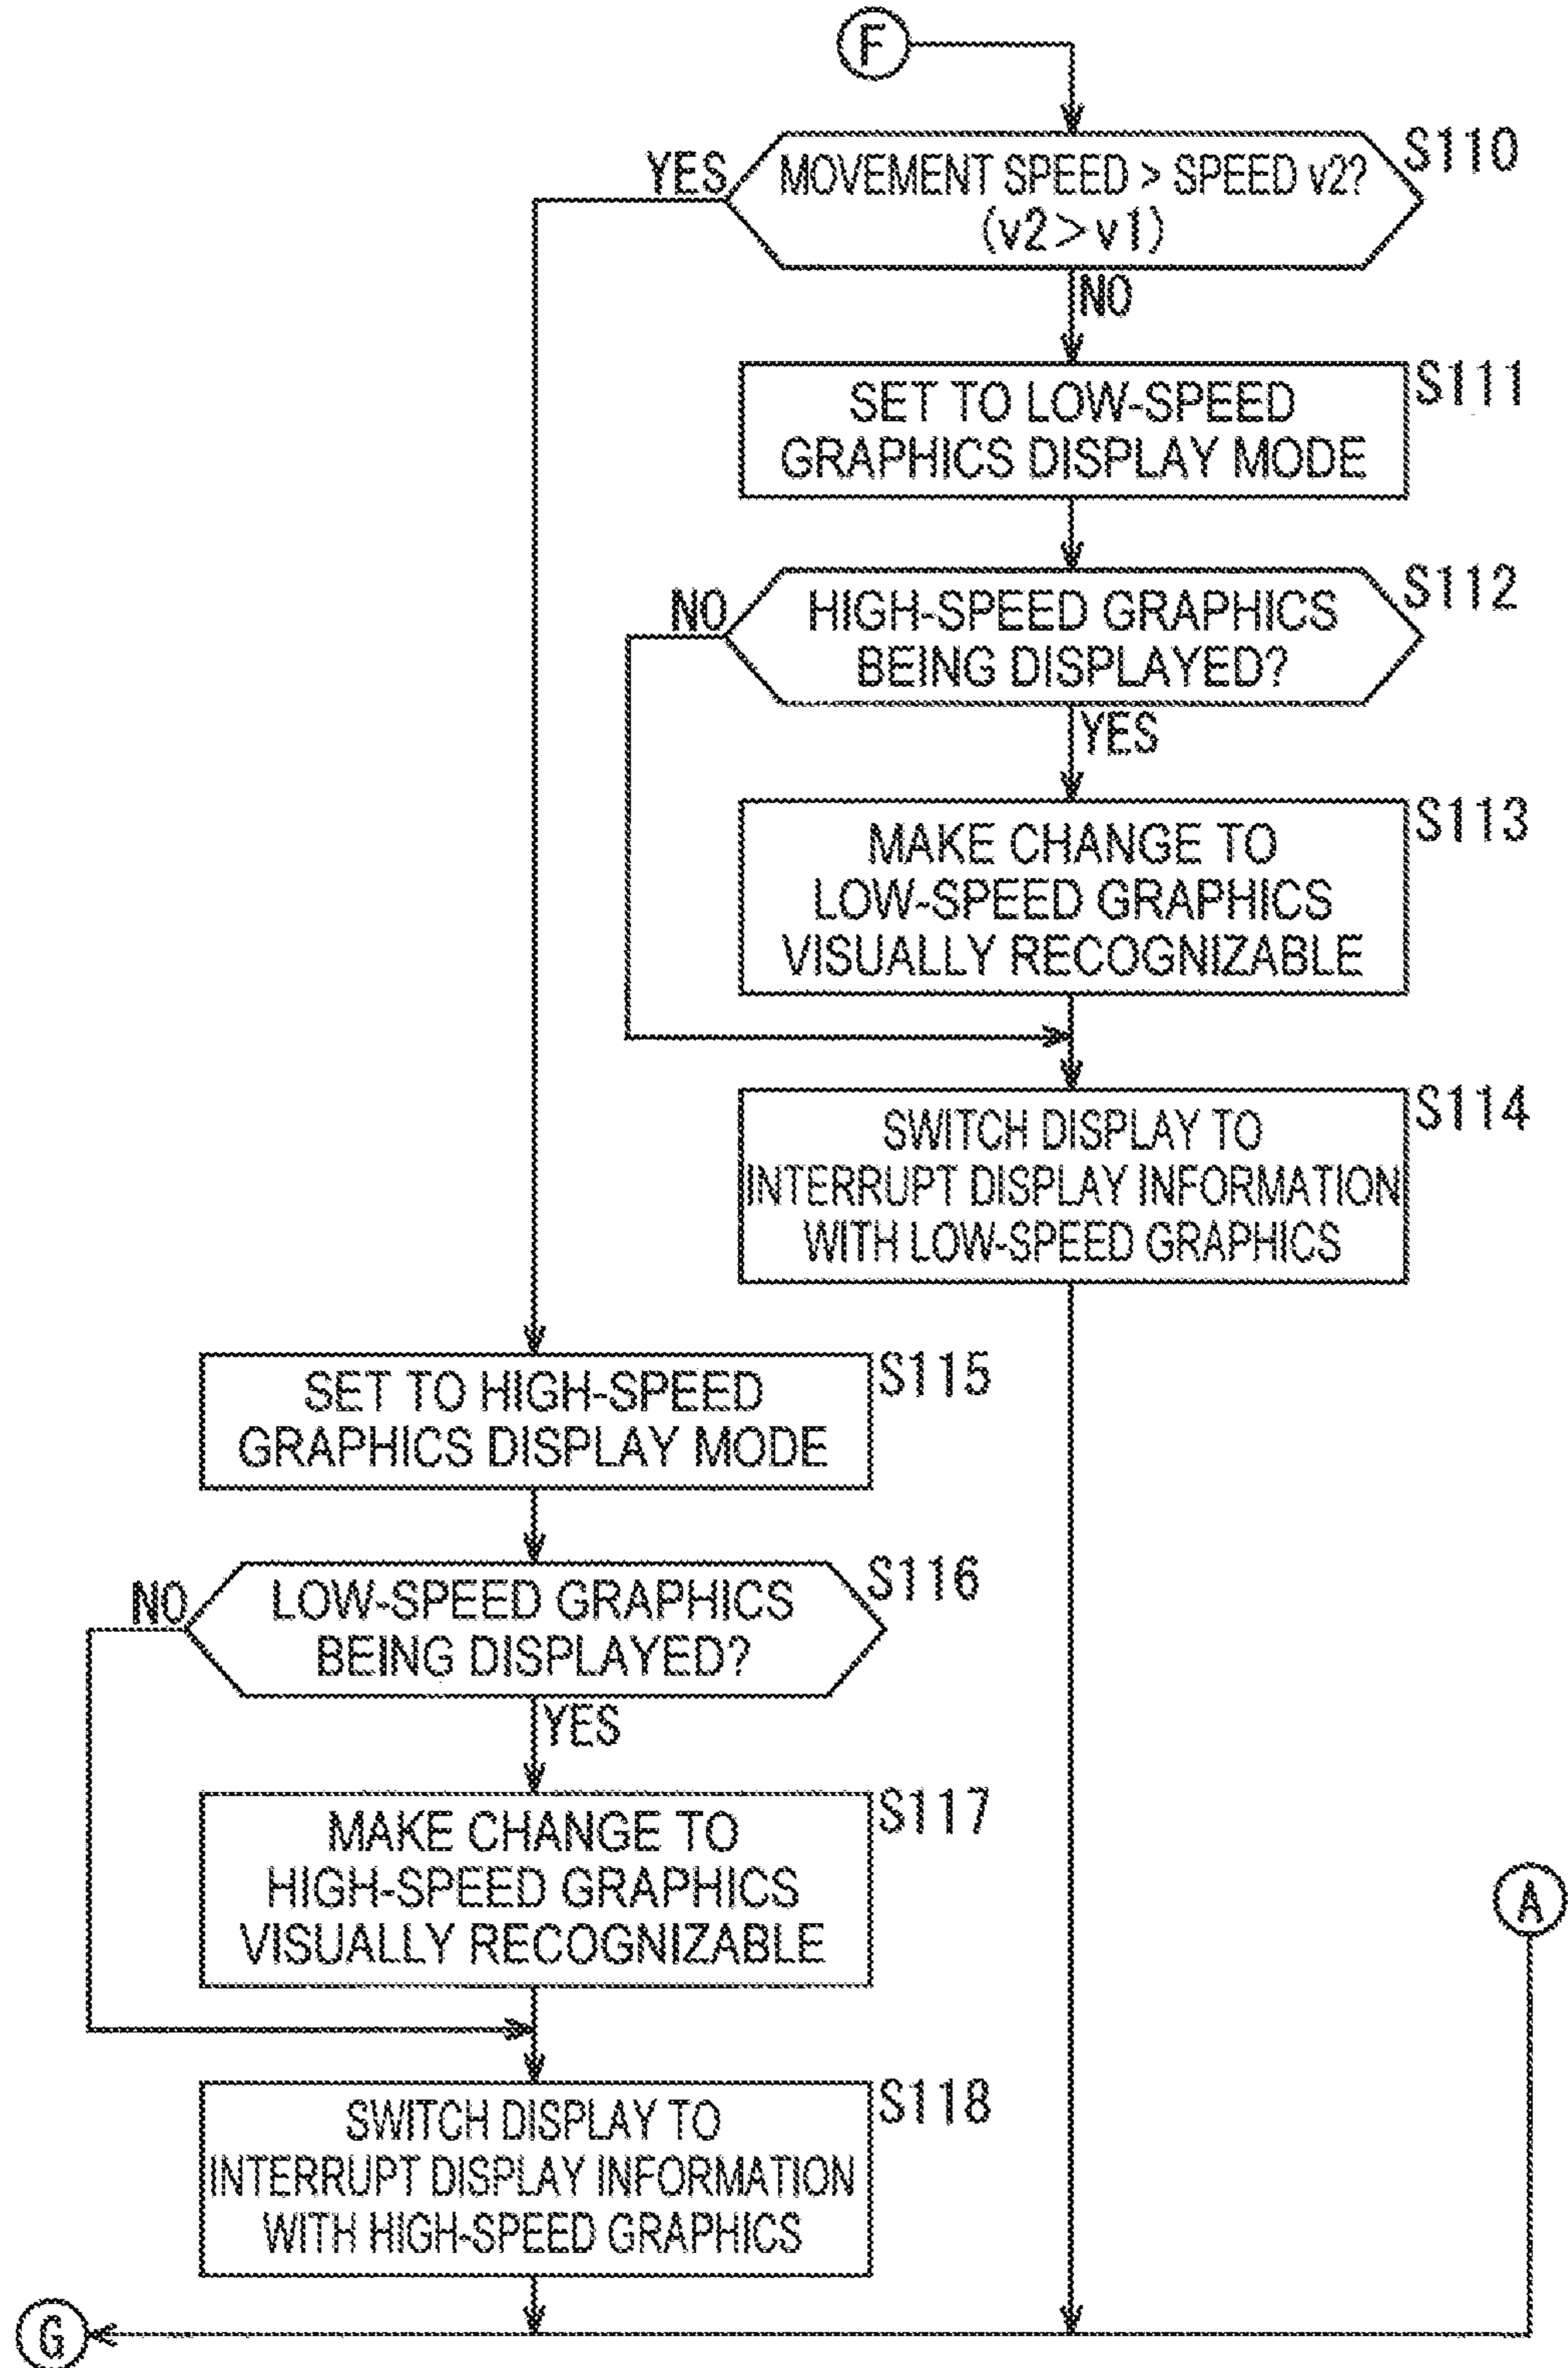 F
S110
YES
MOVEMENT SPEED > SPEED v2?
(v2>v1)
NO
S111
SET TO LOW-SPEED
GRAPHICS DISPLAY MODE
S112
NO
HIGH-SPEED GRAPHICS
BEING DISPLAYED?
YES
S113
MAKE CHANGE TO
LOW-SPEED GRAPHICS
VISUALLY RECOGNIZABLE
S114
SWITCH DISPLAY TO
INTERRUPT DISPLAY INFORMATION
WITH LOW-SPEED GRAPHICS
S115
SET TO HIGH-SPEED
GRAPHICS DISPLAY MODE
S116
NO
LOW-SPEED GRAPHICS
BEING DISPLAYED?
YES
S117
MAKE CHANGE TO
HIGH-SPEED GRAPHICS
VISUALLY RECOGNIZABLE
A
S118
SWITCH DISPLAY TO
INTERRUPT DISPLAY INFORMATION
WITH HIGH-SPEED GRAPHICS
G